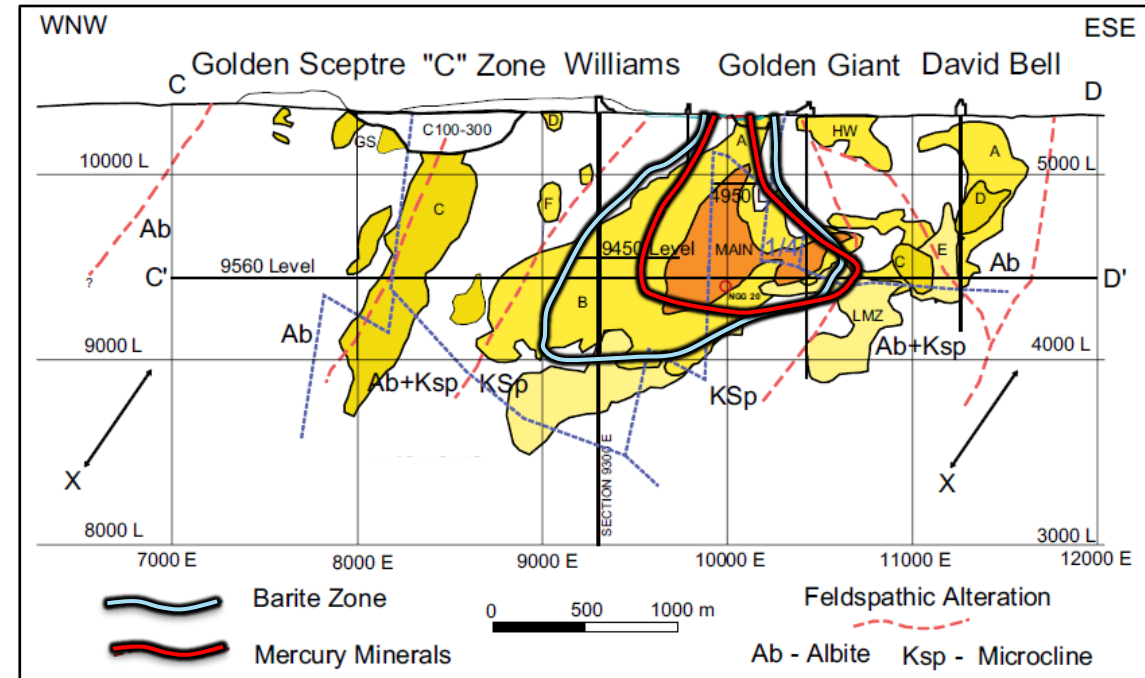 WNW ESE
Golden Sceptre "C" Zone Williams Golden Giant David Bell
C D
GS C100-300 D A HW
10000 L 5000 L
A
C F 4950 L D
Ab 9450 Level MAIN 1/4 E
C' 9560 Level C Ab D'
?
B NGG 20
Ab LMZ
9000 L 4000 L
Ab+Ksp KSp KSp Ab+Ksp
X X
SECTION 9300 E
8000 L 3000 L
7000 E 8000 E 9000 E 10000 E 11000 E 12000 E
Barite Zone
Mercury Minerals
0 500 1000 m
Feldspathic Alteration
Ab - Albite Ksp - Microcline